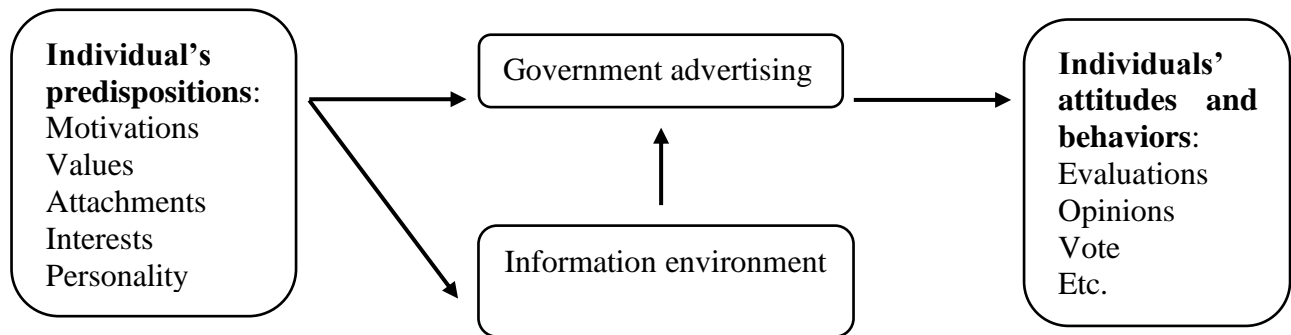 Individual’s
predispositions:
Motivations
Values
Attachments
Interests
Personality
Government advertising
Information environment
Individuals’
attitudes and
behaviors:
Evaluations
Opinions
Vote
Etc.